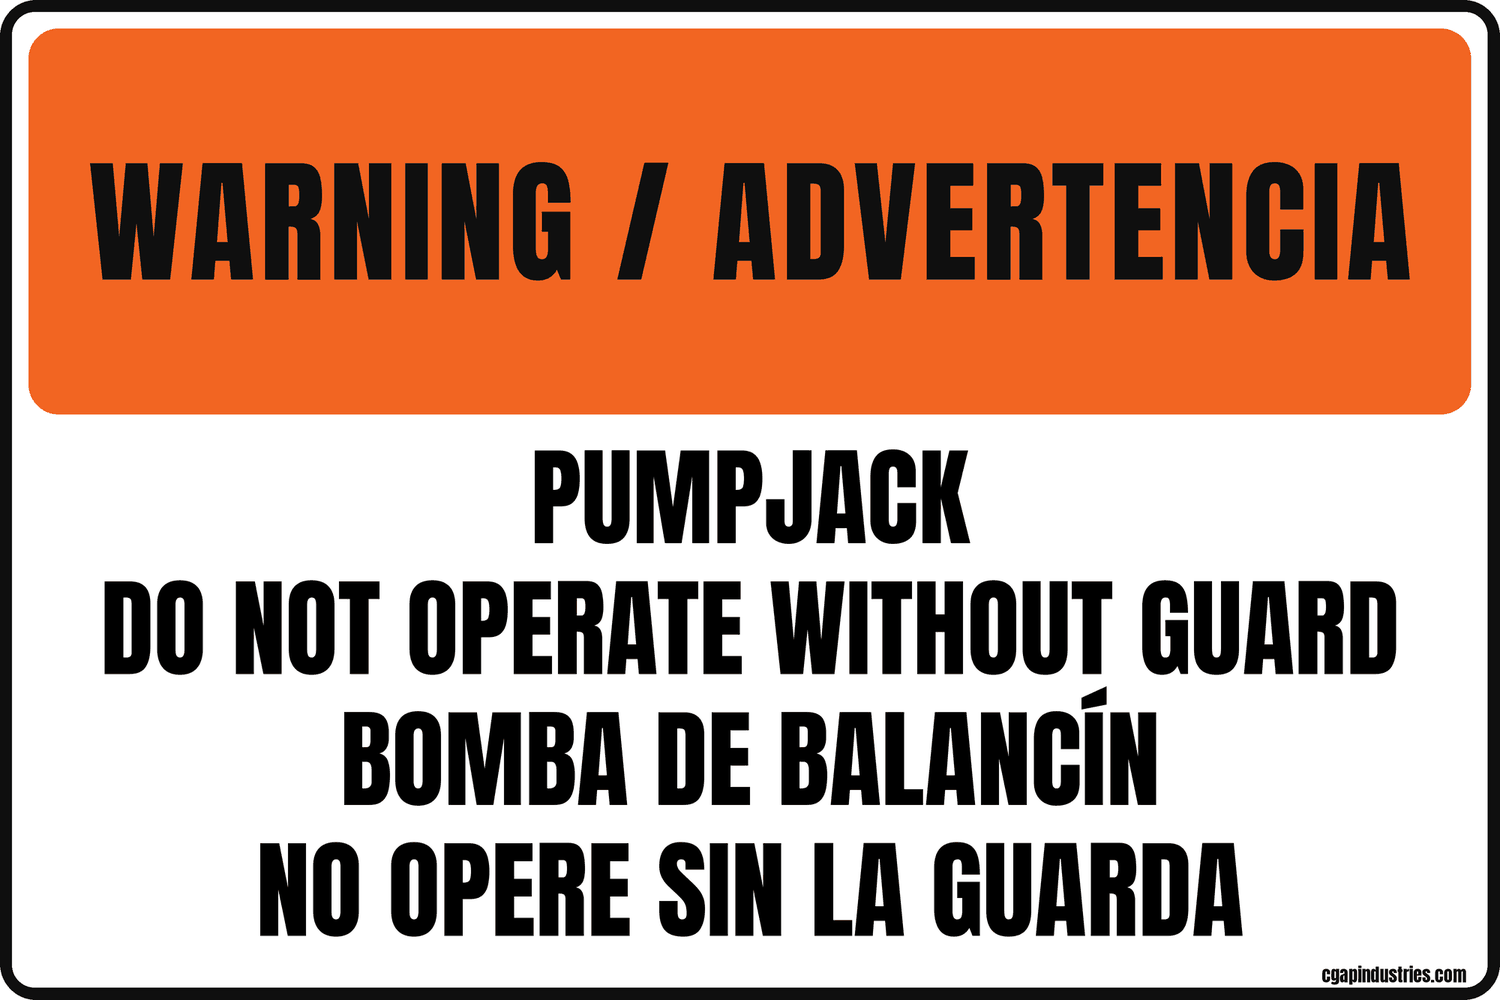 WARNING / ADVERTENCIA
PUMPJACK
DO NOT OPERATE WITHOUT GUARD
BOMBA DE BALANCÍN
NO OPERE SIN LA GUARDA
cgapindustries.com